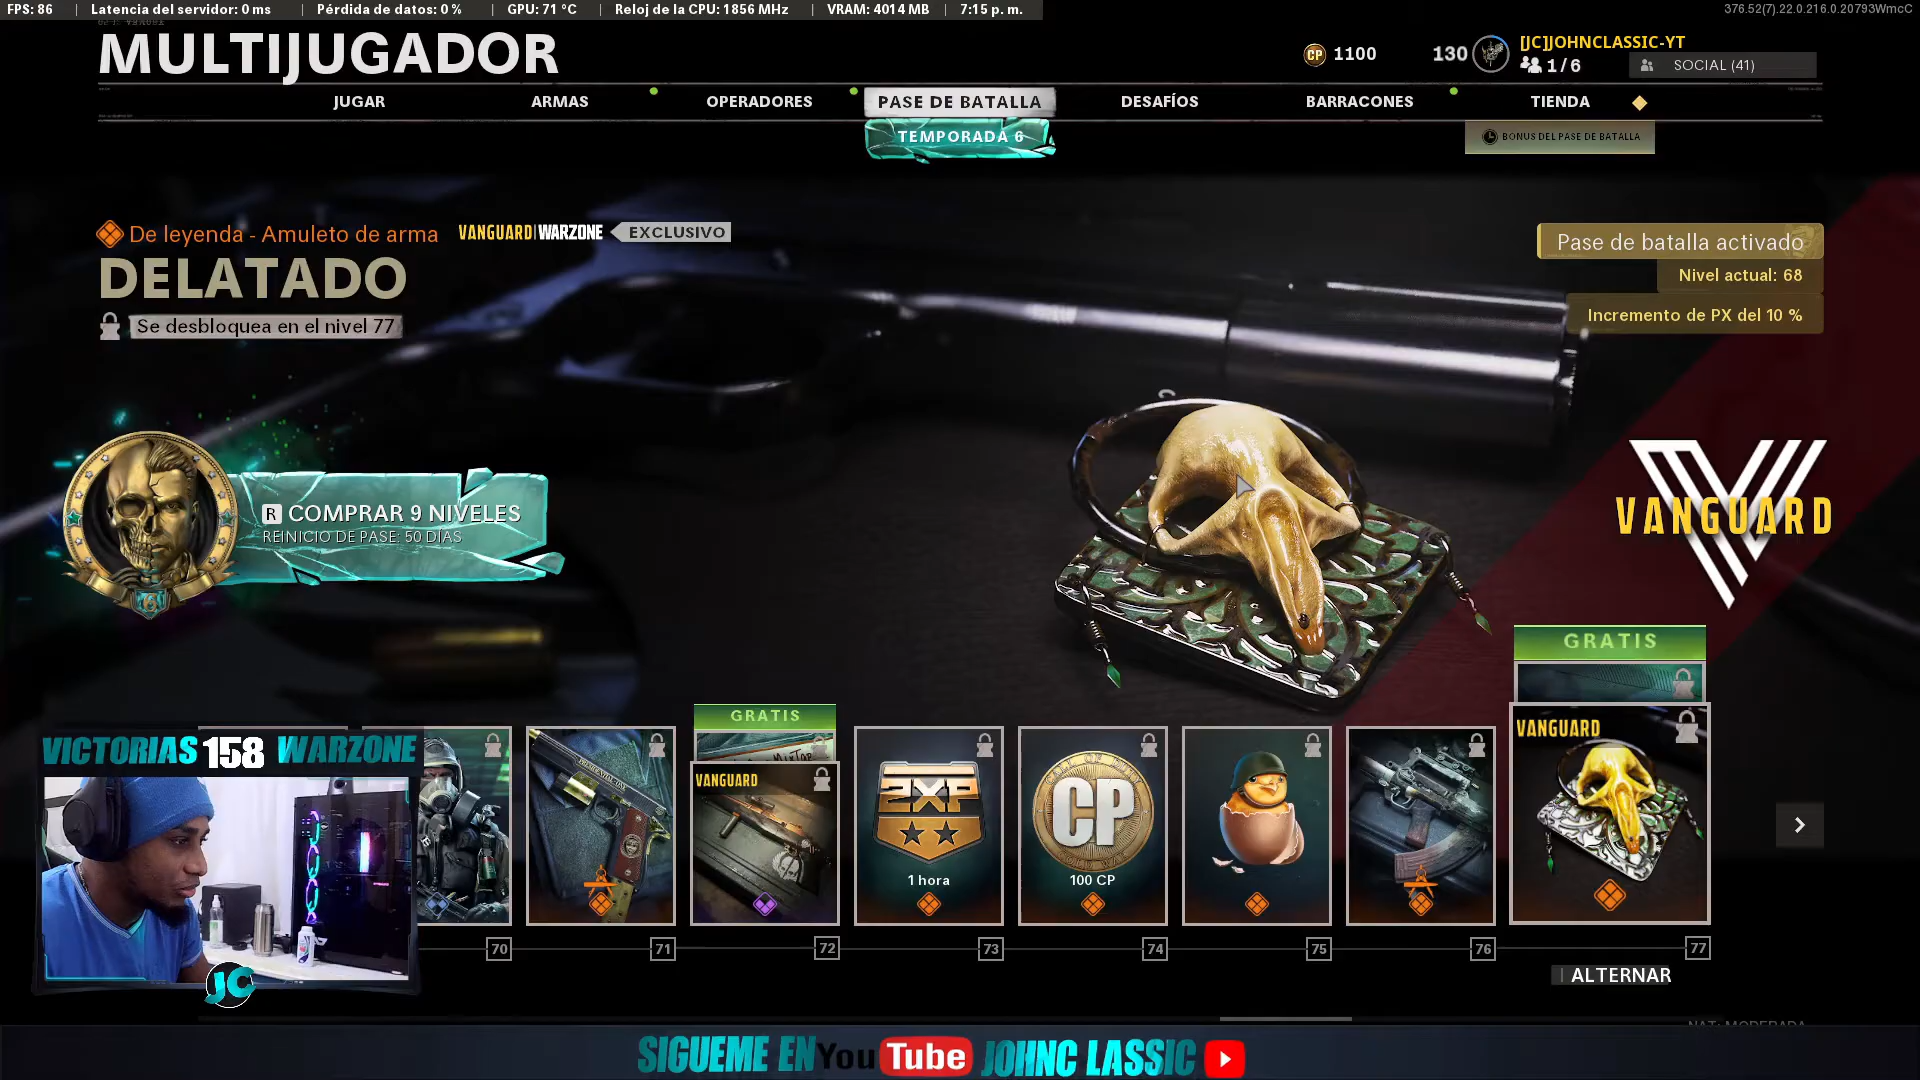 FPS: 86 | Latencia del servidor: 0 ms | Pérdida de datos: 0 % | GPU: 71 °C | Reloj de la CPU: 1856 MHz | VRAM: 4014 MB | 7:15 p. m.
376.52(7).22.0.216.0.20793WmcC
MULTIJUGADOR
CP 1100
130
[JC]JOHNCLASSIC-YT
1 / 6
SOCIAL (41)
JUGAR
ARMAS
OPERADORES
PASE DE BATALLA
DESAFÍOS
BARRACONES
TIENDA
TEMPORADA 6
BONUS DEL PASE DE BATALLA
De leyenda - Amuleto de arma
VANGUARD|WARZONE
EXCLUSIVO
DELATADO
Se desbloquea en el nivel 77
Pase de batalla activado
Nivel actual: 68
Incremento de PX del 10 %
R COMPRAR 9 NIVELES
REINICIO DE PASE: 50 DÍAS
VANGUARD
GRATIS
GRATIS
VANGUARD
VANGUARD
2XP
1 hora
CP
100 CP
VICTORIAS 158 WARZONE
JC
70
71
72
73
74
75
76
77
ALTERNAR
NAT: MODERADA
SIGUEME EN YouTube JOHNC LASSIC